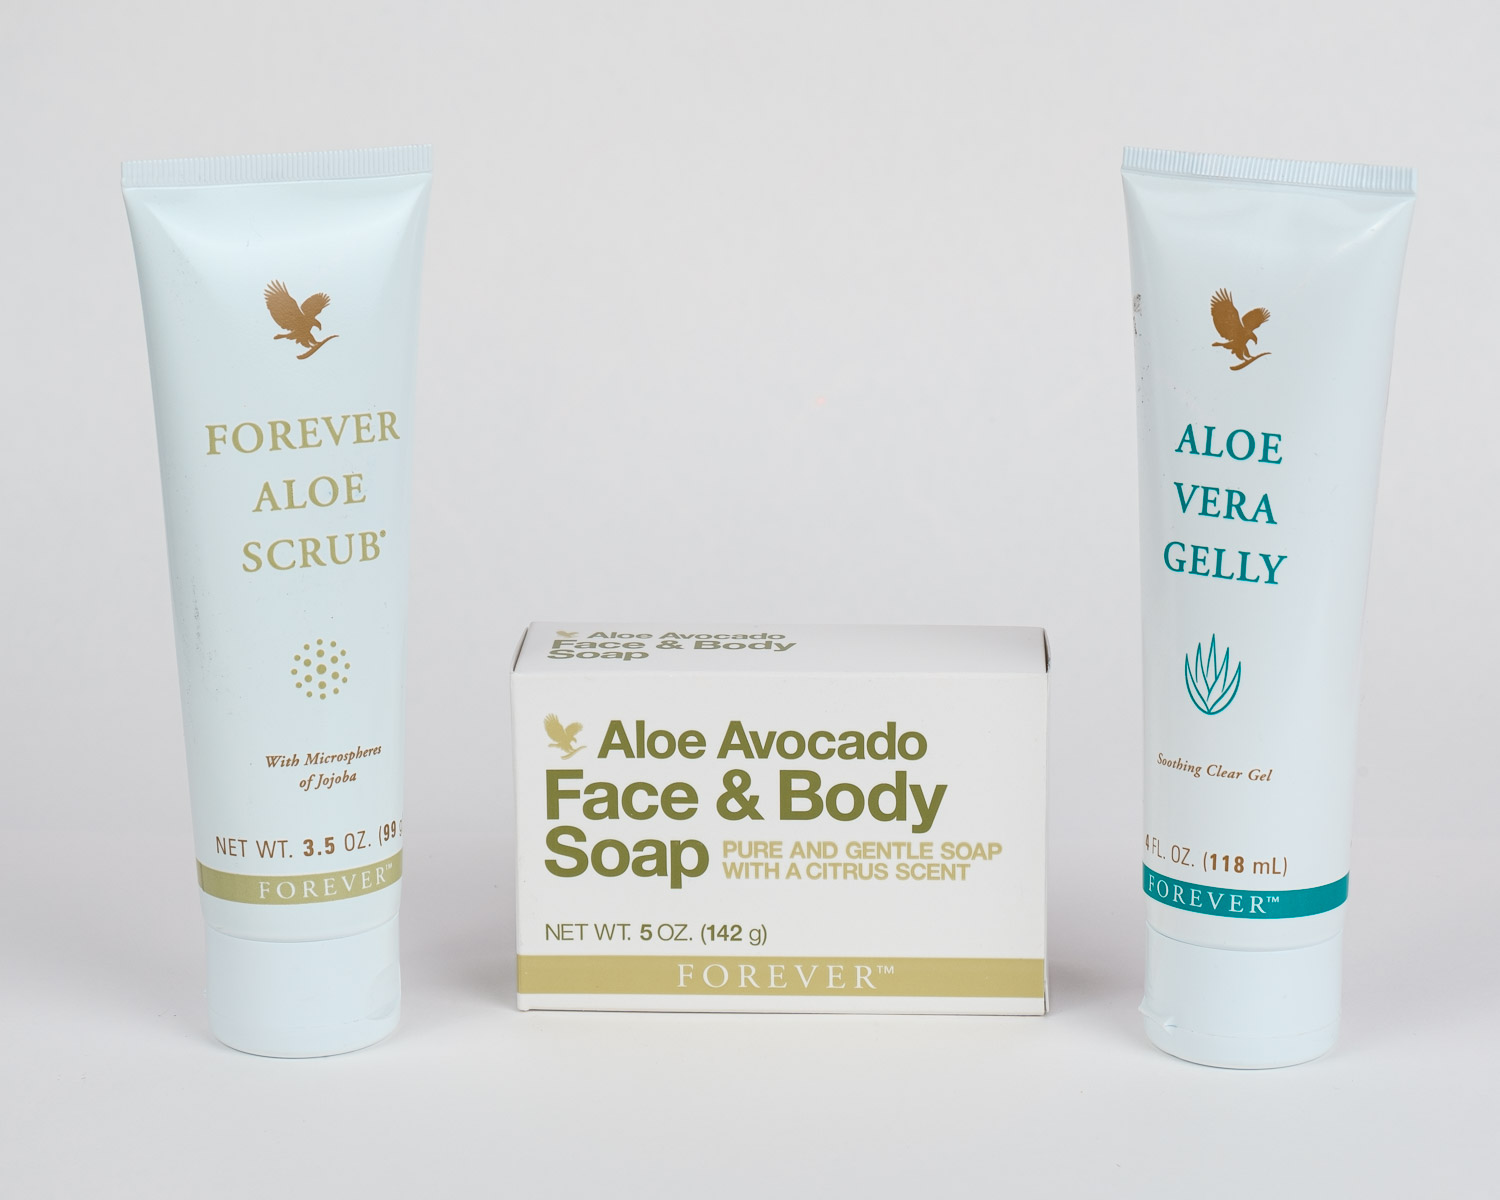 FOREVER
ALOE
SCRUB
With Microspheres
of Jojoba
NET WT. 3.5 OZ. (99 g
FOREVER™
Aloe Avocado
Face & Body
Soap
Aloe Avocado
Face & Body
Soap PURE AND GENTLE SOAP
WITH A CITRUS SCENT
NET WT. 5 OZ. (142 g)
FOREVER™
ALOE
VERA
GELLY
Soothing Clear Gel
4 FL. OZ. (118 mL)
FOREVER™